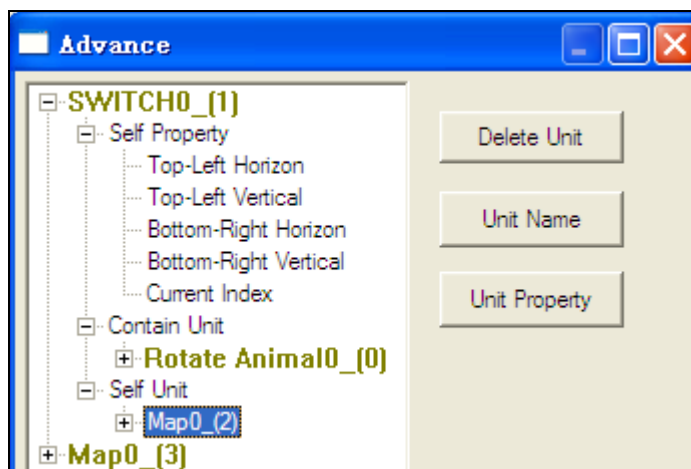 Advance
SWITCH0_(1)
Self Property
Top-Left Horizon
Top-Left Vertical
Bottom-Right Horizon
Bottom-Right Vertical
Current Index
Contain Unit
Rotate Animal0_(0)
Self Unit
Map0_(2)
Map0_(3)
Delete Unit
Unit Name
Unit Property